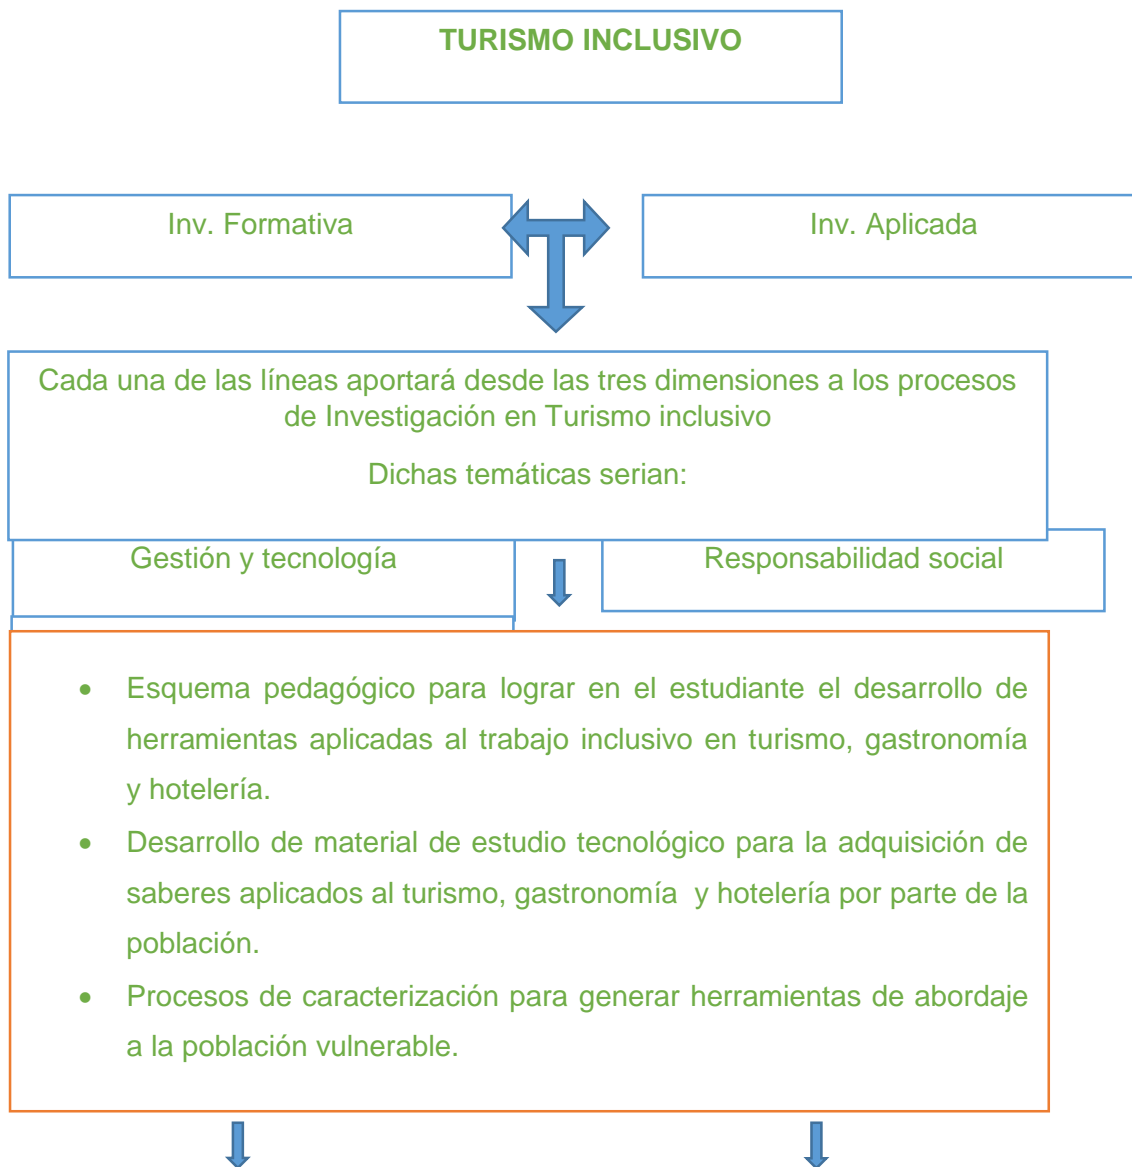 TURISMO INCLUSIVO
Inv. Formativa
Inv. Aplicada
Cada una de las líneas aportará desde las tres dimensiones a los procesos
de Investigación en Turismo inclusivo
Dichas temáticas serian:
Gestión y tecnología
Responsabilidad social
• Esquema pedagógico para lograr en el estudiante el desarrollo de
herramientas aplicadas al trabajo inclusivo en turismo, gastronomía
y hotelería.
• Desarrollo de material de estudio tecnológico para la adquisición de
saberes aplicados al turismo, gastronomía  y hotelería por parte de la
población.
• Procesos de caracterización para generar herramientas de abordaje
a la población vulnerable.